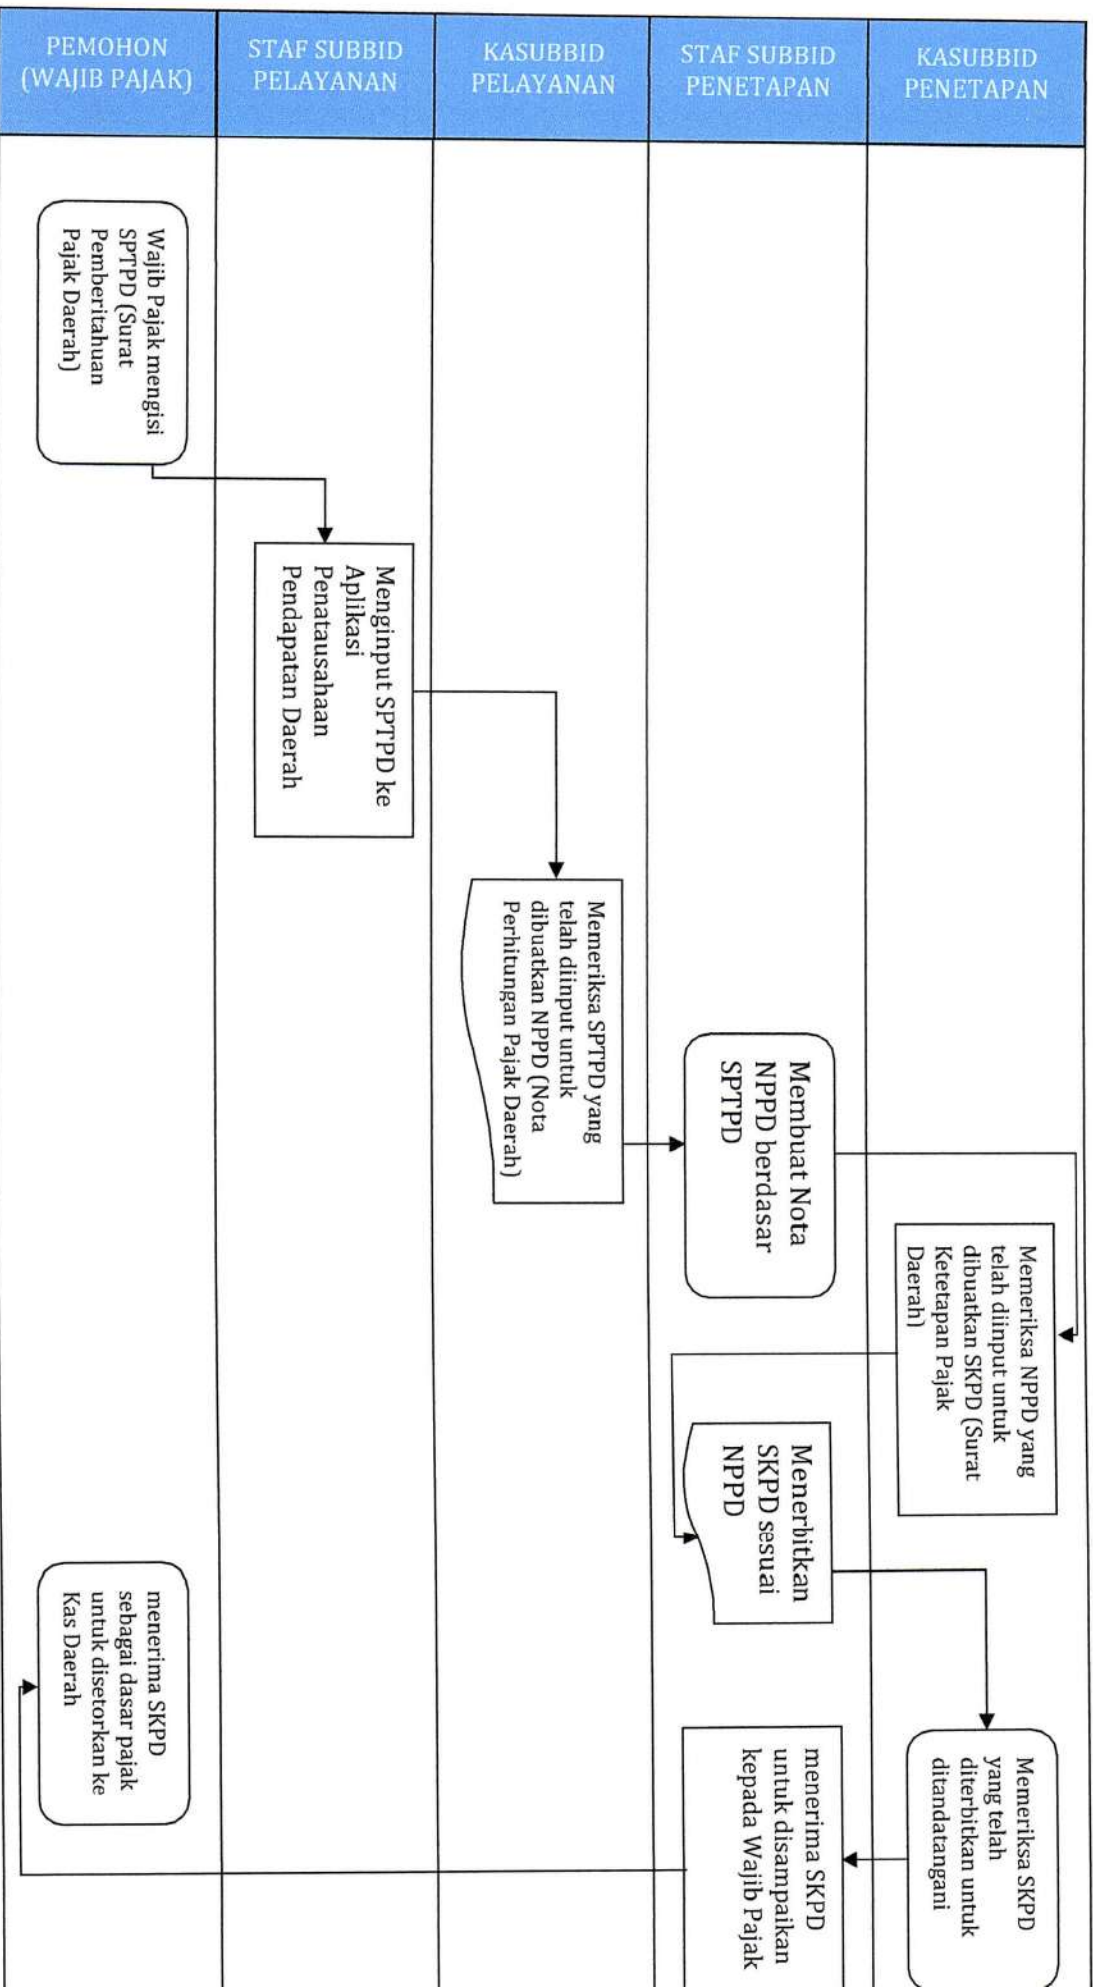 PEMOHON
(WAJIB PAJAK)
STAF SUBBID
PELAYANAN
KASUBBID
PELAYANAN
STAF SUBBID
PENETAPAN
KASUBBID
PENETAPAN
Wajib Pajak mengisi
SPTPD (Surat
Pemberitahuan
Pajak Daerah)
Menginput SPTPD ke
Aplikasi
Penatausahaan
Pendapatan Daerah
Memeriksa SPTPD yang
telah diinput untuk
dibuatkan NPPD (Nota
Perhitungan Pajak Daerah)
Membuat Nota
NPPD berdasar
SPTPD
Memeriksa NPPD yang
telah diinput untuk
dibuatkan SKPD (Surat
Ketetapan Pajak
Daerah)
Menerbitkan
SKPD sesuai
NPPD
Memeriksa SKPD
yang telah
diterbitkan untuk
ditandatangani
menerima SKPD
untuk disampaikan
kepada Wajib Pajak
menerima SKPD
sebagai dasar pajak
untuk disetorkan ke
Kas Daerah